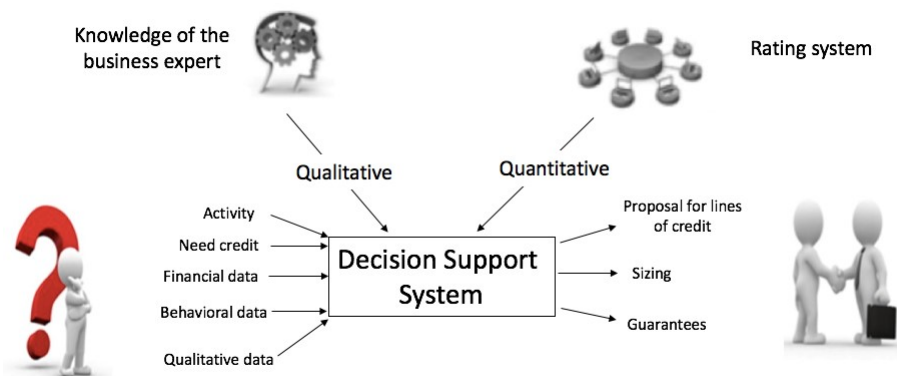 Knowledge of the
business expert
Rating system
Qualitative
Quantitative
Activity
Need credit
Financial data
Behavioral data
Qualitative data
Decision Support
System
Proposal for lines
of credit
Sizing
Guarantees